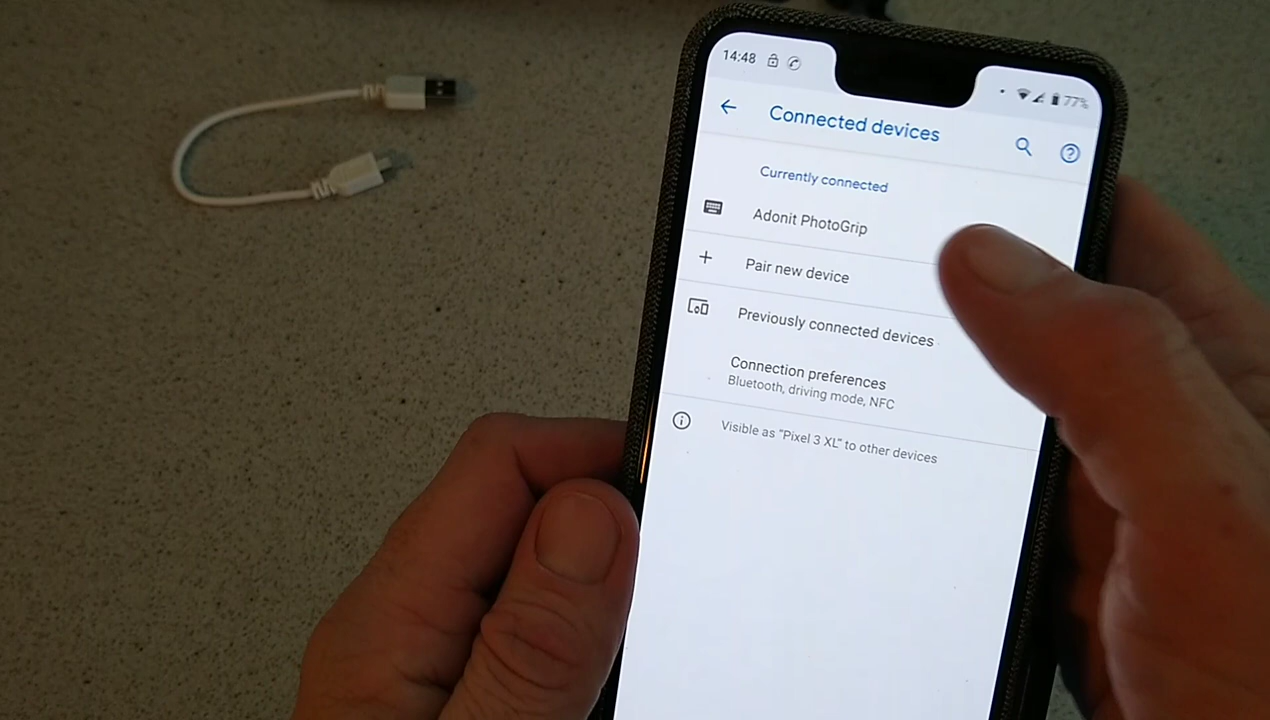 14:48
77%
Connected devices
Currently connected
Adonit PhotoGrip
Pair new device
Previously connected devices
Connection preferences
Bluetooth, driving mode, NFC
Visible as "Pixel 3 XL" to other devices